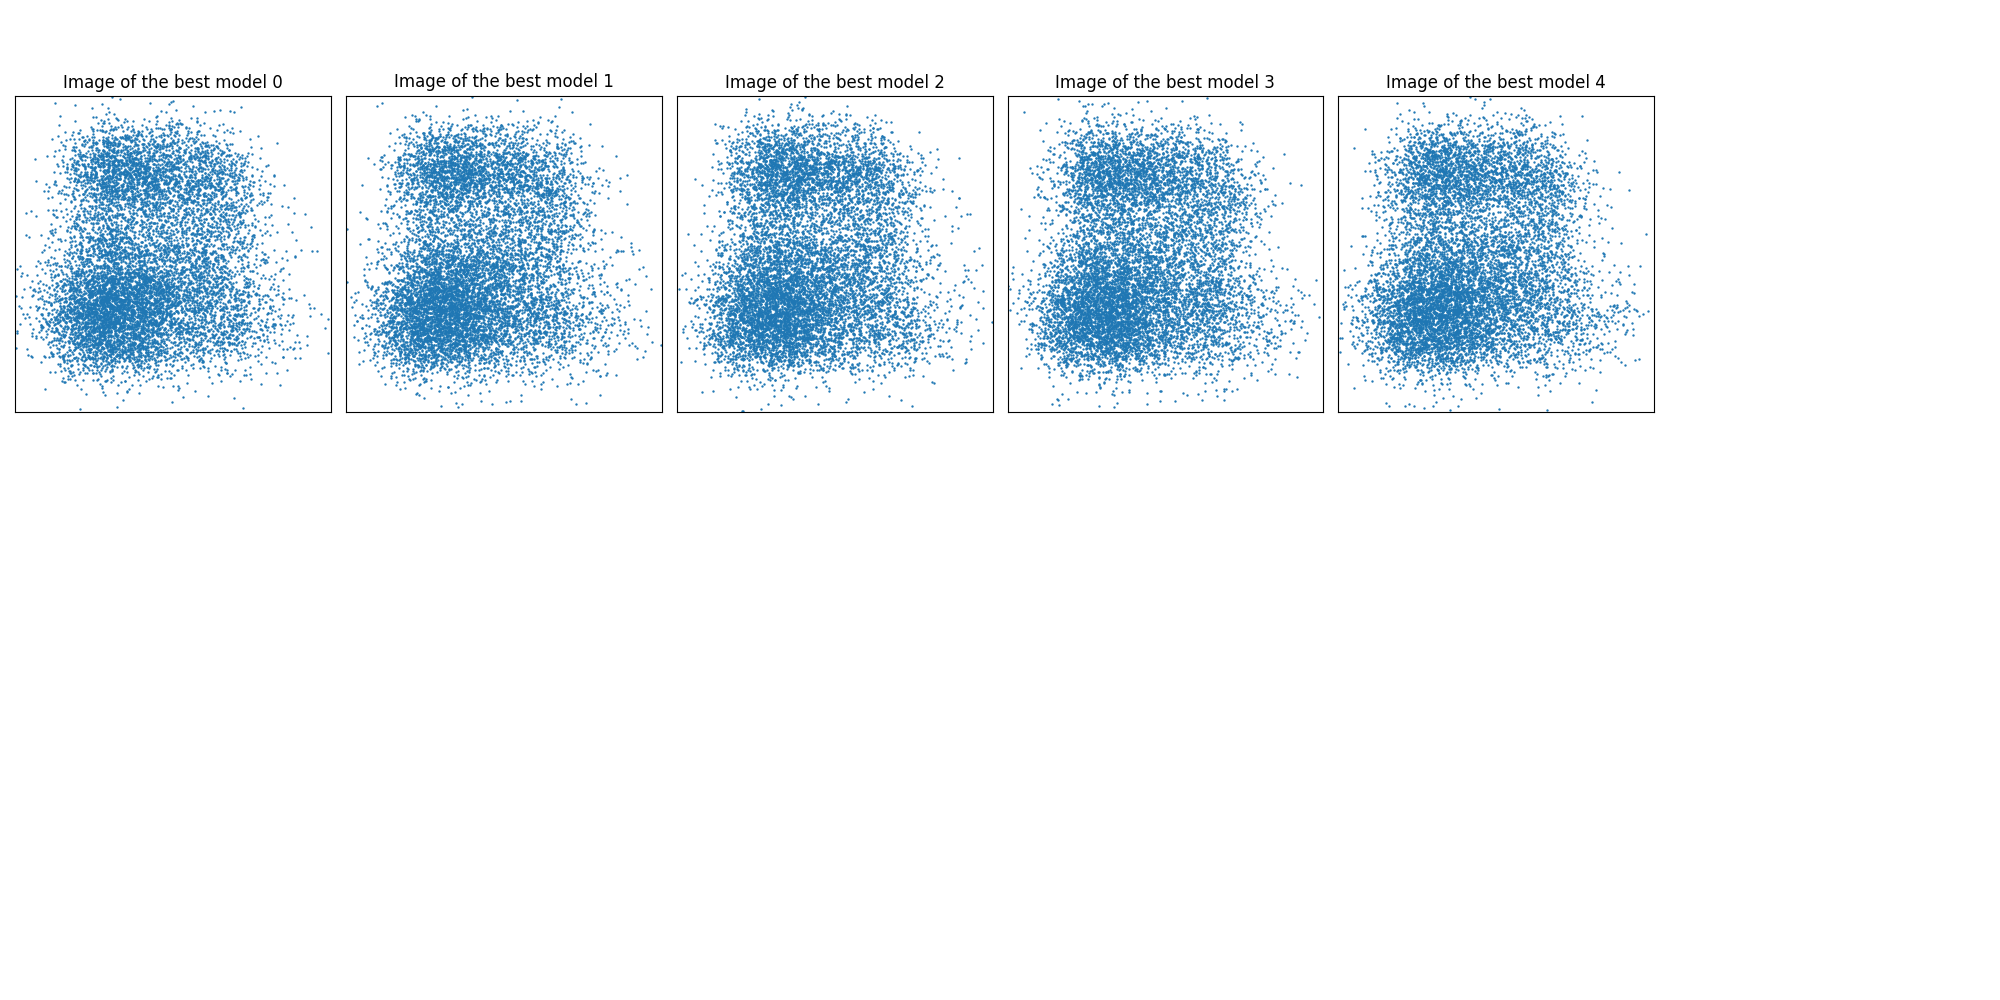 Image of the best model 0
Image of the best model 1
Image of the best model 2
Image of the best model 3
Image of the best model 4